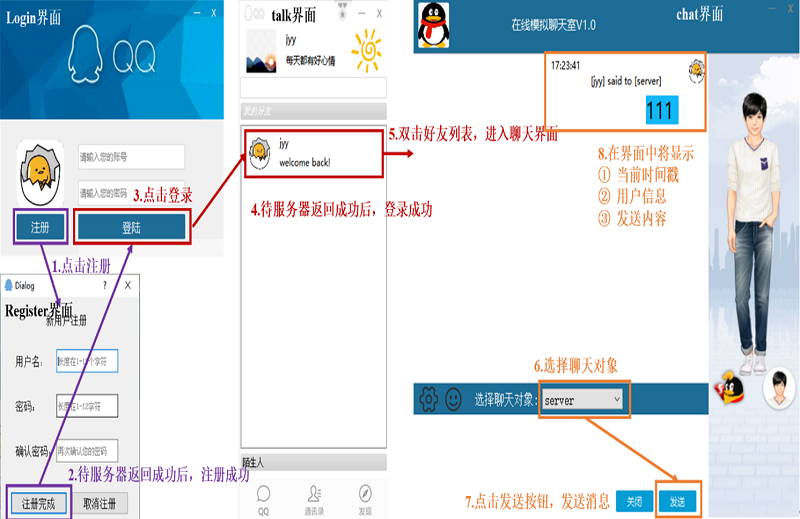 Login界面
QQ
请输入您的账号
请输入您的密码
3.点击登录
注册
登陆
1.点击注册
Dialog
?
X
Register界面
新用户注册
用户名：
长度在1-12个字符
密码：
长度在1-12字符
确认密码：
再次确认您的密码
2.待服务器返回成功后，注册成功
注册完成
取消注册
QQ
talk界面
jyy
每天都有好心情
我的好友
jyy
welcome back!
4.待服务器返回成功后，登录成功
陌生人
QQ
通讯录
发现
5.双击好友列表，进入聊天界面
在线模拟聊天室V1.0
chat界面
17:23:41
[jyy] said to [server]
111
8.在界面中将显示
① 当前时间戳
② 用户信息
③ 发送内容
6.选择聊天对象
选择聊天对象:
server
7.点击发送按钮，发送消息
关闭
发送